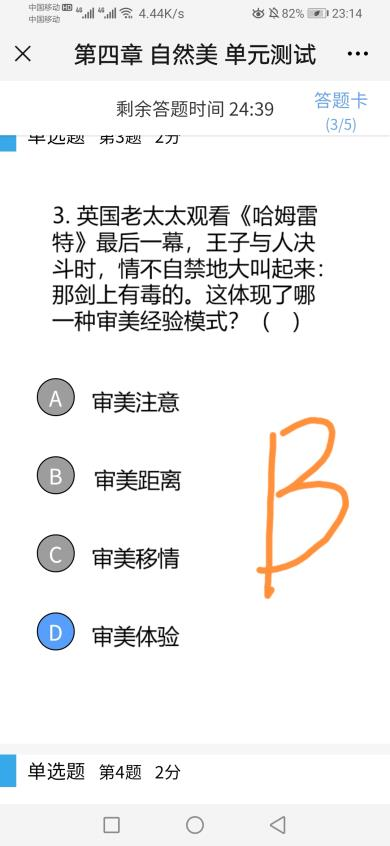 中国移动 HD 4G 4G 4.44K/s 82% 23:14
中国移动
第四章 自然美 单元测试
剩余答题时间 24:39 答题卡
(3/5)
单选题 第3题 2分
3. 英国老太太观看《哈姆雷
特》最后一幕，王子与人决
斗时，情不自禁地大叫起来：
那剑上有毒的。这体现了哪
一种审美经验模式？（ ）
A 审美注意
B 审美距离
C 审美移情
D 审美体验
B
单选题 第4题 2分